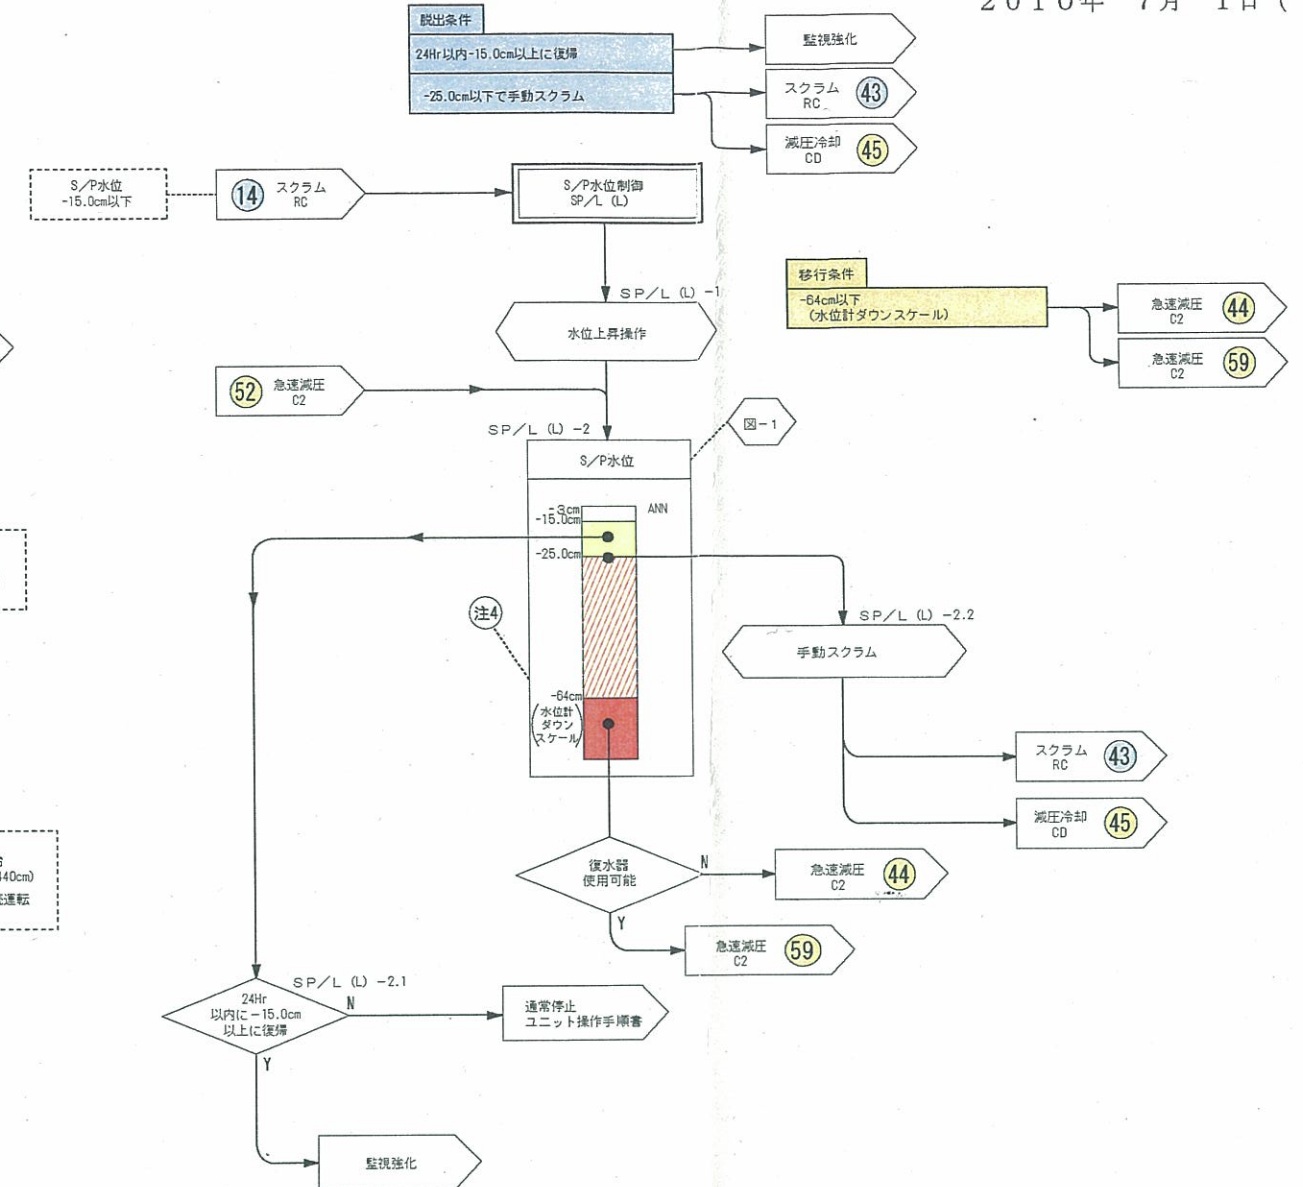 2010年 7月 1日(
脱出条件
24Hr以内-15.0cm以上に復帰
-25.0cm以下で手動スクラム
監視強化
スクラム
RC
43
減圧冷却
CD
45
S/P水位
-15.0cm以下
14
スクラム
RC
S/P水位制御
SP/L (L)
SP/L (L) -1
水位上昇操作
移行条件
-64cm以下
(水位計ダウンスケール)
急速減圧
C2
44
急速減圧
C2
59
52
急速減圧
C2
SP/L (L) -2
図-1
S/P水位
-3cm
ANN
-15.0cm
-25.0cm
注4
-64cm
(水位計
ダウン
スケール)
SP/L (L) -2.2
手動スクラム
スクラム
RC
43
減圧冷却
CD
45
復水器
使用可能
N
急速減圧
C2
44
Y
急速減圧
C2
59
40cm)
運転
SP/L (L) -2.1
24Hr
以内に-15.0cm
以上に復帰
N
通常停止
ユニット操作手順書
Y
監視強化